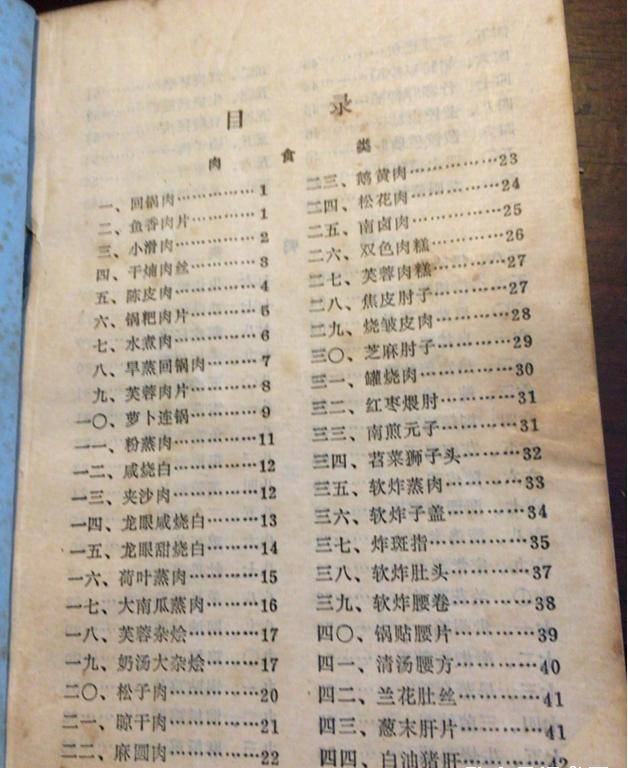 目 录
肉 食 类
一、回锅肉……………1
二、鱼香肉片…………1
三、小滑肉……………2
四、干煵肉丝…………3
五、陈皮肉……………4
六、锅粑肉片…………5
七、水煮肉……………6
八、旱蒸回锅肉………7
九、芙蓉肉片…………8
一〇、萝卜连锅………9
一一、粉蒸肉…………11
一二、咸烧白…………12
一三、夹沙肉…………12
一四、龙眼咸烧白……13
一五、龙眼甜烧白……14
一六、荷叶蒸肉………15
一七、大南瓜蒸肉……16
一八、芙蓉杂烩………17
一九、奶汤大杂烩……17
二〇、松子肉…………20
二一、晾干肉…………21
二二、麻圆肉…………22
二三、鹅黄肉…………23
二四、松花肉…………24
二五、南卤肉…………25
二六、双色肉糕………26
二七、芙蓉肉糕………27
二八、焦皮肘子………27
二九、烧皱皮肉………28
三〇、芝麻肘子………29
三一、罐烧肉…………30
三二、红枣煨肘………31
三三、南煎元子………31
三四、苕菜狮子头……32
三五、软炸蒸肉………33
三六、软炸子盖………34
三七、炸斑指…………35
三八、软炸肚头………37
三九、软炸腰卷………38
四〇、锅贴腰片………39
四一、清汤腰方………40
四二、兰花肚丝………41
四三、葱末肝片………41
四四、白油猪肝………42